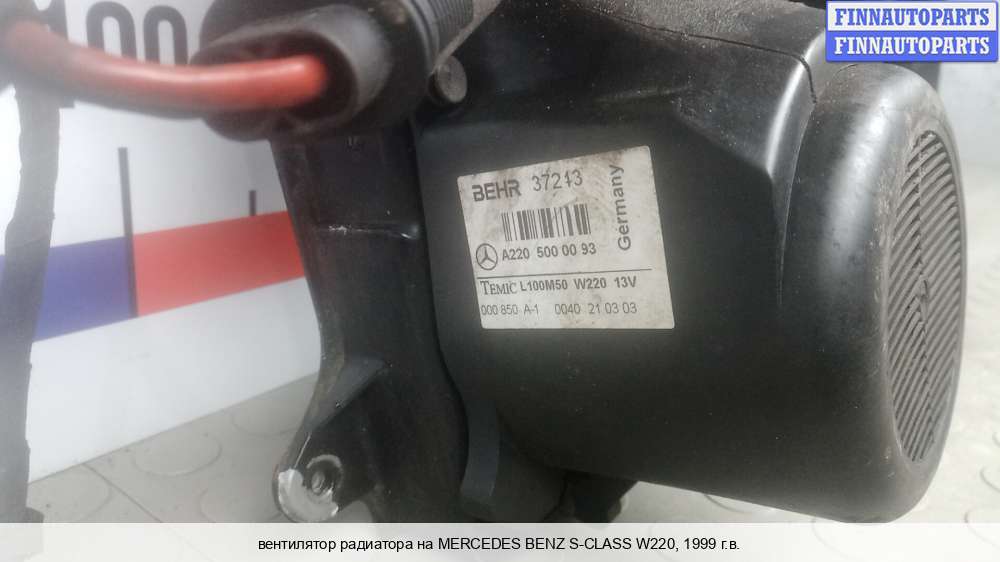 FINNAUTOPARTS
FINNAUTOPARTS
BEHR 37213
Germany
A220 500 00 93
TEMIC L100M50 W220 13V
000 850 A-1 0040 21 03 03
вентилятор радиатора на MERCEDES BENZ S-CLASS W220, 1999 г.в.